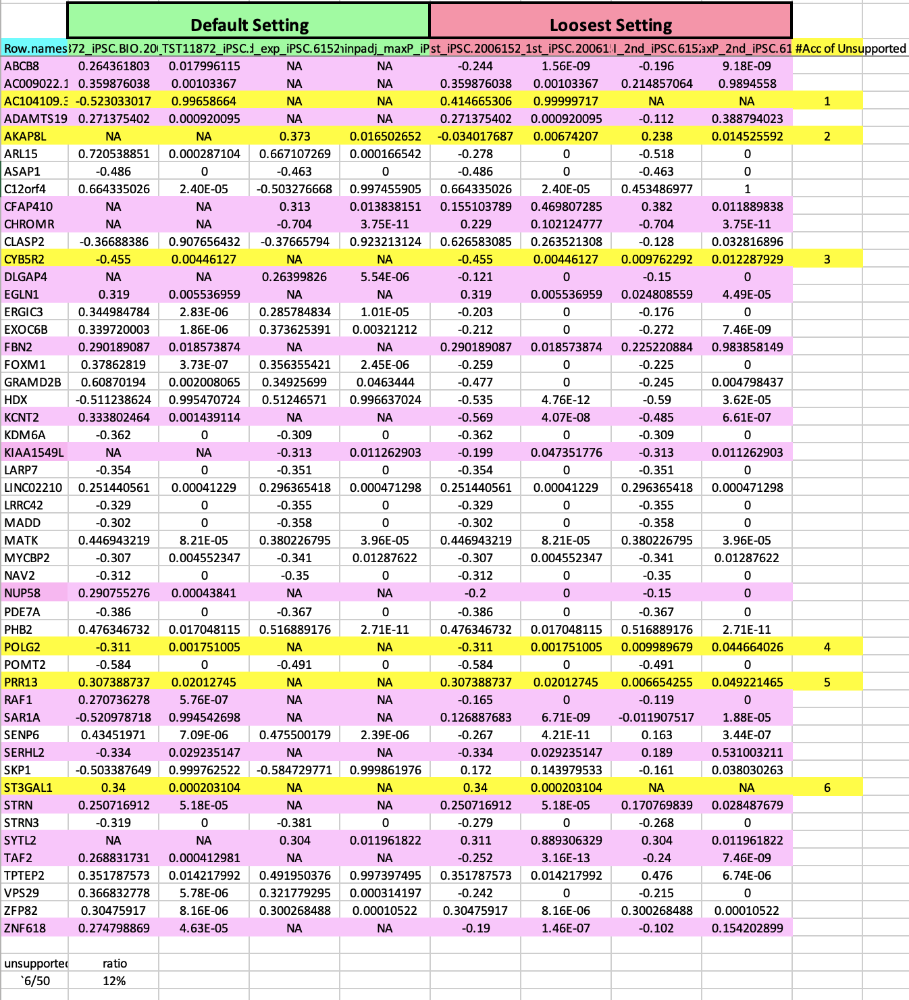 Default Setting Loosest Setting
Row.names 372_iPSC.BIO.20( _TST11872_iPSC. _exp_iPSC.6152 ninpadj_maxP_iP st_iPSC.2006152 _1st_iPSC.20061 _2nd_iPSC.615 axP_2nd_iPSC.61 #Acc of Unsupported
ABCB8 0.264361803 0.017996115 NA NA -0.244 1.56E-09 -0.196 9.18E-09
AC009022.1 0.359876038 0.00103367 NA NA 0.359876038 0.00103367 0.214857064 0.9894558
AC104109.3 -0.523033017 0.99658664 NA NA 0.414665306 0.99999717 NA NA 1
ADAMTS19 0.271375402 0.000920095 NA NA 0.271375402 0.000920095 -0.112 0.388794023
AKAP8L NA NA 0.373 0.016502652 -0.034017687 0.00674207 0.238 0.014525592 2
ARL15 0.720538851 0.000287104 0.667107269 0.000166542 -0.278 0 -0.518 0
ASAP1 -0.486 0 -0.463 0 -0.486 0 -0.463 0
C12orf4 0.664335026 2.40E-05 -0.503276668 0.997455905 0.664335026 2.40E-05 0.453486977 1
CFAP410 NA NA 0.313 0.013838151 0.155103789 0.469807285 0.382 0.011889838
CHROMR NA NA -0.704 3.75E-11 0.229 0.102124777 -0.704 3.75E-11
CLASP2 -0.36688386 0.907656432 -0.37665794 0.923213124 0.626583085 0.263521308 -0.128 0.032816896
CYB5R2 -0.455 0.00446127 NA NA -0.455 0.00446127 0.009762292 0.012287929 3
DLGAP4 NA NA 0.26399826 5.54E-06 -0.121 0 -0.15 0
EGLN1 0.319 0.005536959 NA NA 0.319 0.005536959 0.024808559 4.49E-05
ERGIC3 0.344984784 2.83E-06 0.285784834 1.01E-05 -0.203 0 -0.176 0
EXOC6B 0.339720003 1.86E-06 0.373625391 0.00321212 -0.212 0 -0.272 7.46E-09
FBN2 0.290189087 0.018573874 NA NA 0.290189087 0.018573874 0.225220884 0.983858149
FOXM1 0.37862819 3.73E-07 0.356355421 2.45E-06 -0.259 0 -0.225 0
GRAMD2B 0.60870194 0.002008065 0.34925699 0.0463444 -0.477 0 -0.245 0.004798437
HDX -0.511238624 0.995470724 0.51246571 0.996637024 -0.535 4.76E-12 -0.59 3.62E-05
KCNT2 0.333802464 0.001439114 NA NA -0.569 4.07E-08 -0.485 6.61E-07
KDM6A -0.362 0 -0.309 0 -0.362 0 -0.309 0
KIAA1549L NA NA -0.313 0.011262903 -0.199 0.047351776 -0.313 0.011262903
LARP7 -0.354 0 -0.351 0 -0.354 0 -0.351 0
LINC02210 0.251440561 0.00041229 0.296365418 0.000471298 0.251440561 0.00041229 0.296365418 0.000471298
LRRC42 -0.329 0 -0.355 0 -0.329 0 -0.355 0
MADD -0.302 0 -0.358 0 -0.302 0 -0.358 0
MATK 0.446943219 8.21E-05 0.380226795 3.96E-05 0.446943219 8.21E-05 0.380226795 3.96E-05
MYCBP2 -0.307 0.004552347 -0.341 0.01287622 -0.307 0.004552347 -0.341 0.01287622
NAV2 -0.312 0 -0.35 0 -0.312 0 -0.35 0
NUP58 0.290755276 0.00043841 NA NA -0.2 0 -0.15 0
PDE7A -0.386 0 -0.367 0 -0.386 0 -0.367 0
PHB2 0.476346732 0.017048115 0.516889176 2.71E-11 0.476346732 0.017048115 0.516889176 2.71E-11
POLG2 -0.311 0.001751005 NA NA -0.311 0.001751005 0.009989679 0.044664026 4
POMT2 -0.584 0 -0.491 0 -0.584 0 -0.491 0
PRR13 0.307388737 0.02012745 NA NA 0.307388737 0.02012745 0.006654255 0.049221465 5
RAF1 0.270736278 5.76E-07 NA NA -0.165 0 -0.119 0
SAR1A -0.520978718 0.994542698 NA NA 0.126887683 6.71E-09 -0.011907517 1.88E-05
SENP6 0.43451971 7.09E-06 0.475500179 2.39E-06 -0.267 4.21E-11 0.163 3.44E-07
SERHL2 -0.334 0.029235147 NA NA -0.334 0.029235147 0.189 0.531003211
SKP1 -0.503387649 0.999762522 -0.584729771 0.999861976 0.172 0.143979533 -0.161 0.038030263
ST3GAL1 0.34 0.000203104 NA NA 0.34 0.000203104 NA NA 6
STRN 0.250716912 5.18E-05 NA NA 0.250716912 5.18E-05 0.170769839 0.028487679
STRN3 -0.319 0 -0.381 0 -0.279 0 -0.268 0
SYTL2 NA NA 0.304 0.011961822 0.311 0.889306329 0.304 0.011961822
TAF2 0.268831731 0.000412981 NA NA -0.252 3.16E-13 -0.24 7.46E-09
TPTEP2 0.351787573 0.014217992 0.491950376 0.997397495 0.351787573 0.014217992 0.476 6.74E-06
VPS29 0.366832778 5.78E-06 0.321779295 0.000314197 -0.242 0 -0.215 0
ZFP82 0.30475917 8.16E-06 0.300268488 0.00010522 0.30475917 8.16E-06 0.300268488 0.00010522
ZNF618 0.274798869 4.63E-05 NA NA -0.19 1.46E-07 -0.102 0.154202899
unsupported ratio
`6/50 12%